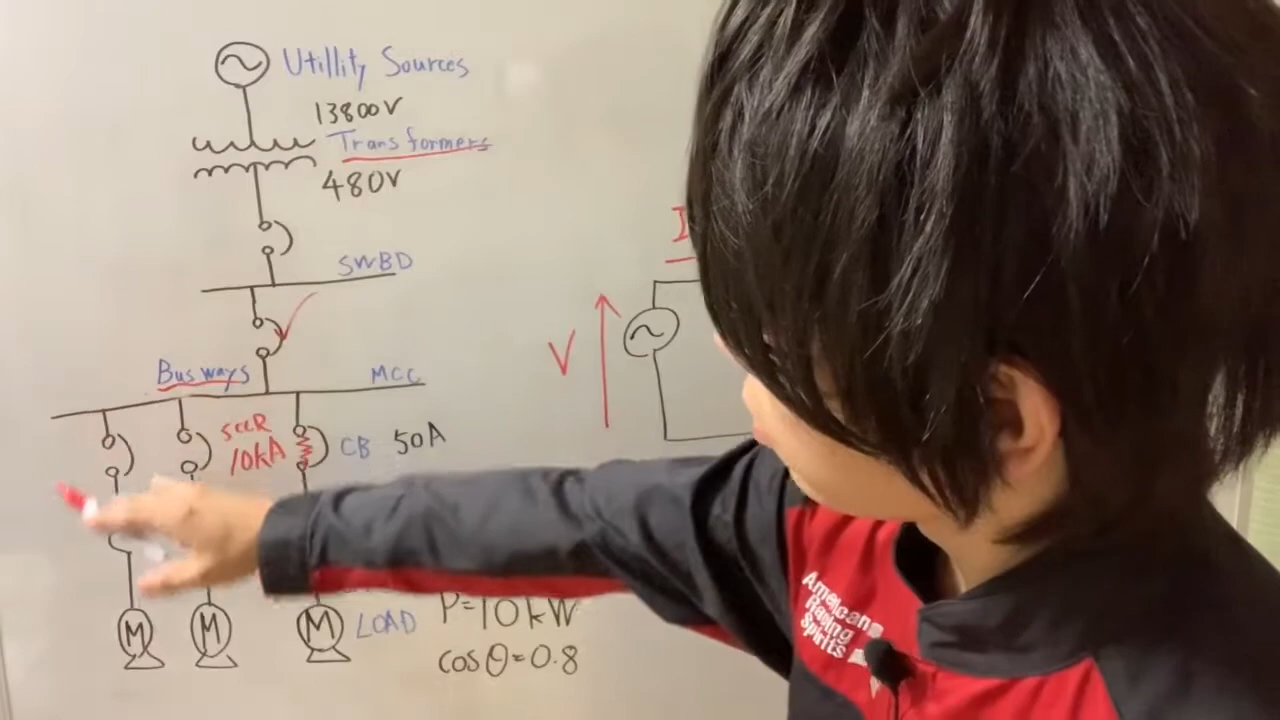 Utillity Sources
13800V
Transformers
480V
SWBD
Busways
MCC
SCCR
10kA
CB 50A
M
M
M
LOAD
P=10kW
cosθ=0.8
I
V
American
Racing
Spirits